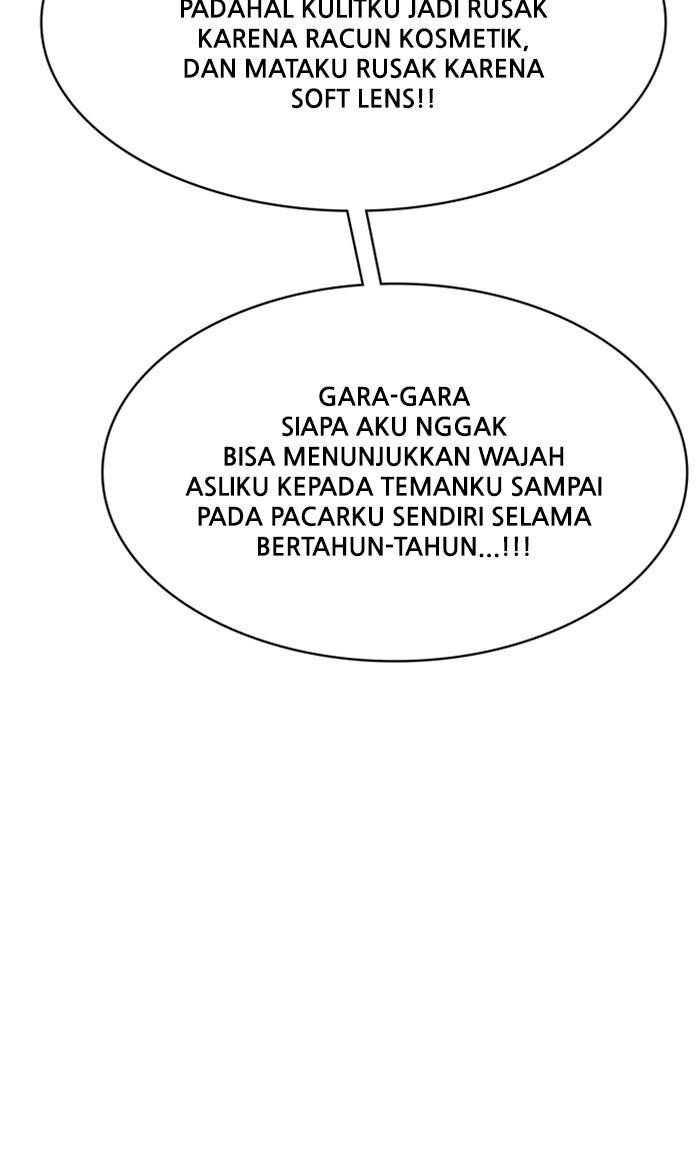 PADAHAL KULITKU JADI RUSAK
KARENA RACUN KOSMETIK,
DAN MATAKU RUSAK KARENA
SOFT LENS!!
GARA-GARA
SIAPA AKU NGGAK
BISA MENUNJUKKAN WAJAH
ASLIKU KEPADA TEMANKU SAMPAI
PADA PACARKU SENDIRI SELAMA
BERTAHUN-TAHUN...!!!